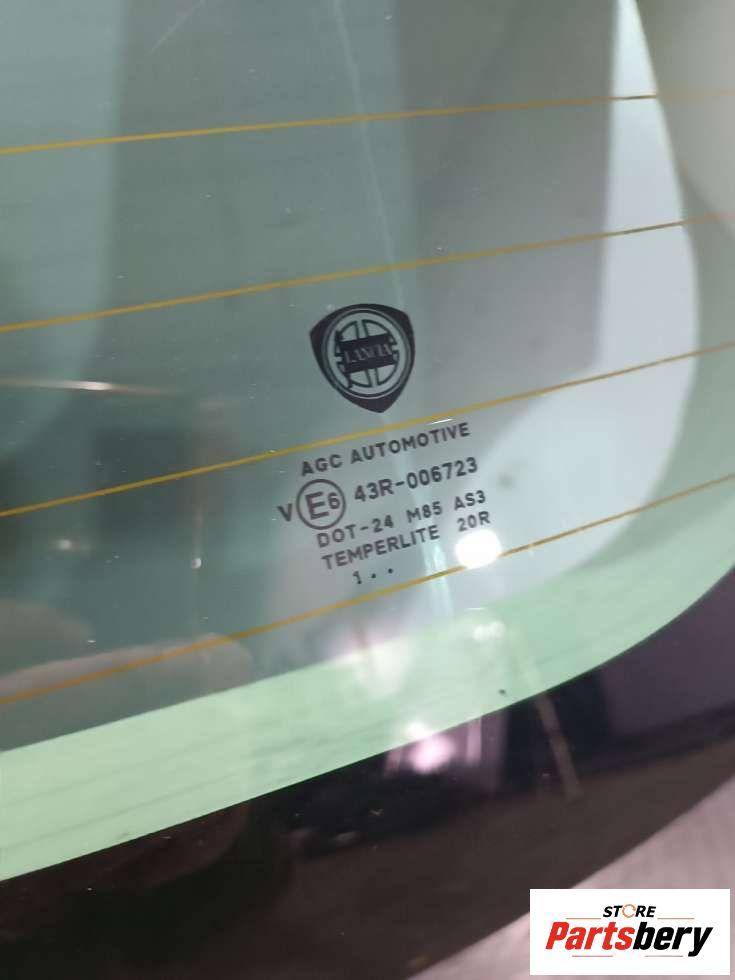 LANCIA
AGC AUTOMOTIVE
V E6 43R-006723
DOT-24 M85 AS3
TEMPERLITE 20R
1 . .
STORE
Partsbery